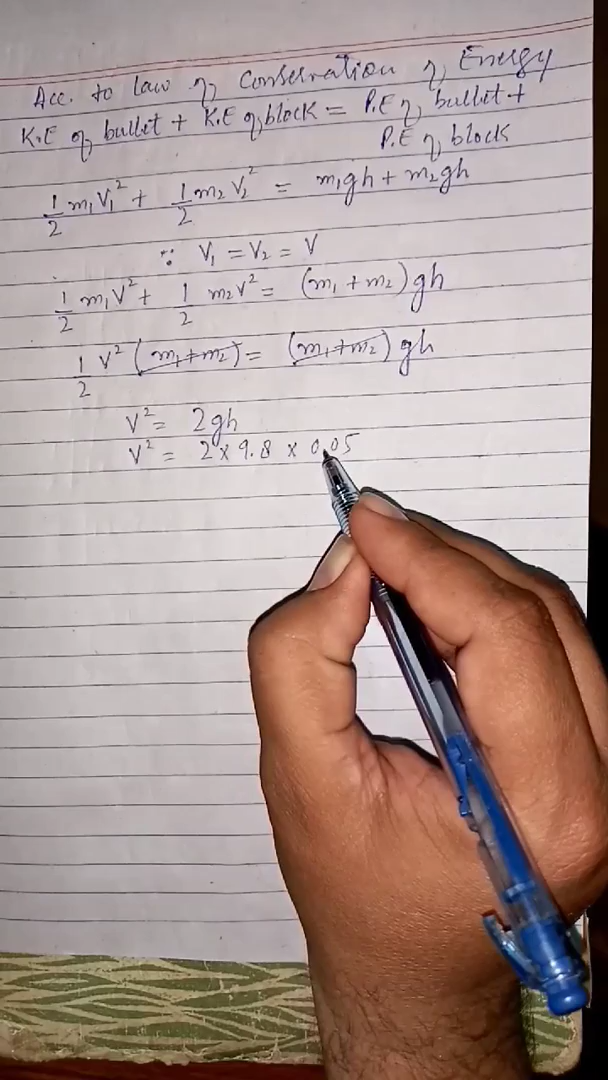 Acc. to law of Conservation of Energy
K.E of bullet + K.E of block = P.E of bullet +
P.E of block
1/2 m₁V₁² + 1/2 m₂V₂² = m₁gh + m₂gh
∵ V₁ = V₂ = V
1/2 m₁V² + 1/2 m₂V² = (m₁ + m₂) gh
1/2 V² (m₁+m₂) = (m₁+m₂) gh
V² = 2gh
V² = 2 × 9.8 × 0.05